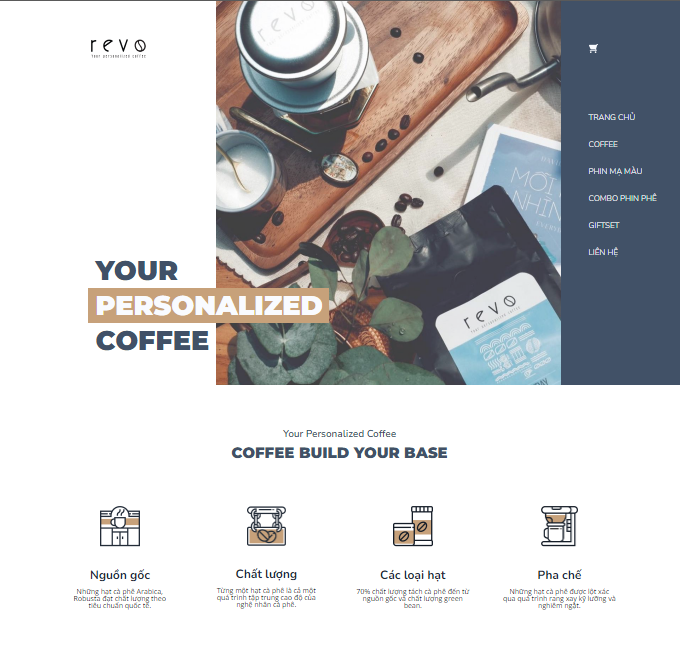 revo
YOUR PERSONALIZED COFFEE
TRANG CHỦ
COFFEE
PHIN MẠ MÀU
COMBO PHIN PHÊ
GIFTSET
LIÊN HỆ
MỘT
NHÌN
revo
YOUR PERSONALIZED COFFEE
YOUR
PERSONALIZED
COFFEE
Your Personalized Coffee
COFFEE BUILD YOUR BASE
Nguồn gốc
Những hạt cà phê Arabica,
Robusta đạt chất lượng theo
tiêu chuẩn quốc tế.
Chất lượng
Từng một hạt cà phê là cả một
quá trình tập trung cao độ của
nghệ nhân cà phê.
Các loại hạt
70% chất lượng tách cà phê đến từ
nguồn gốc và chất lượng green
bean.
Pha chế
Những hạt cà phê được lột xác
qua quá trình rang xay kỹ lưỡng và
nghiêm ngặt.